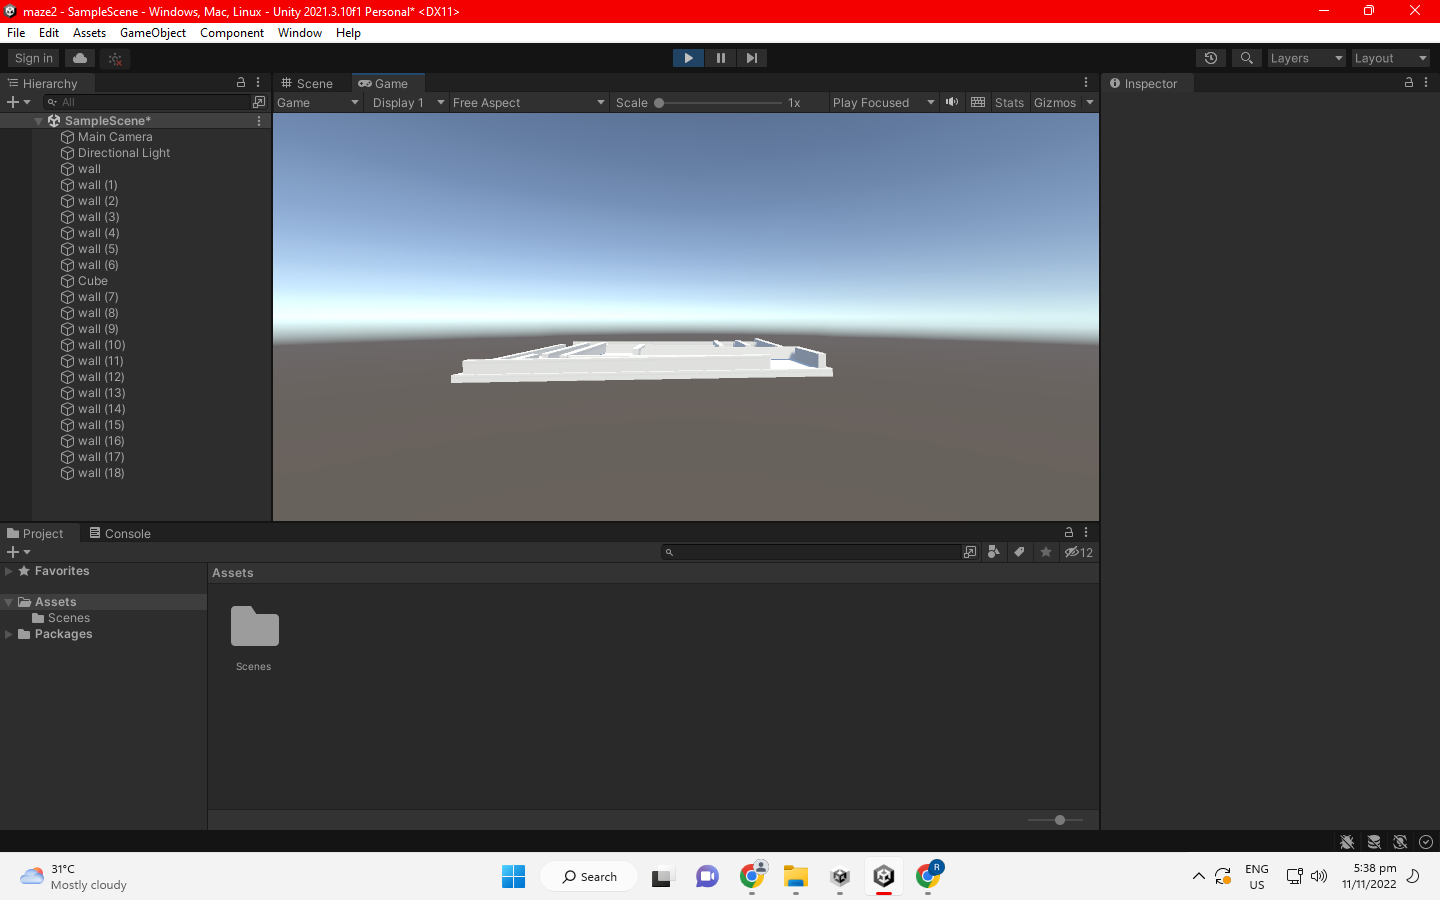 maze2 - SampleScene - Windows, Mac, Linux - Unity 2021.3.10f1 Personal* <DX11>
File Edit Assets GameObject Component Window Help
Sign in Layers Layout
Hierarchy Scene Game Inspector
All Game Display 1 Free Aspect Scale 1x Play Focused Stats Gizmos
SampleScene*
Main Camera
Directional Light
wall
wall (1)
wall (2)
wall (3)
wall (4)
wall (5)
wall (6)
Cube
wall (7)
wall (8)
wall (9)
wall (10)
wall (11)
wall (12)
wall (13)
wall (14)
wall (15)
wall (16)
wall (17)
wall (18)
Project Console
12
Favorites
Assets
Assets
Scenes
Packages
Scenes
31°C
Mostly cloudy
Search
R
ENG
US
5:38 pm
11/11/2022